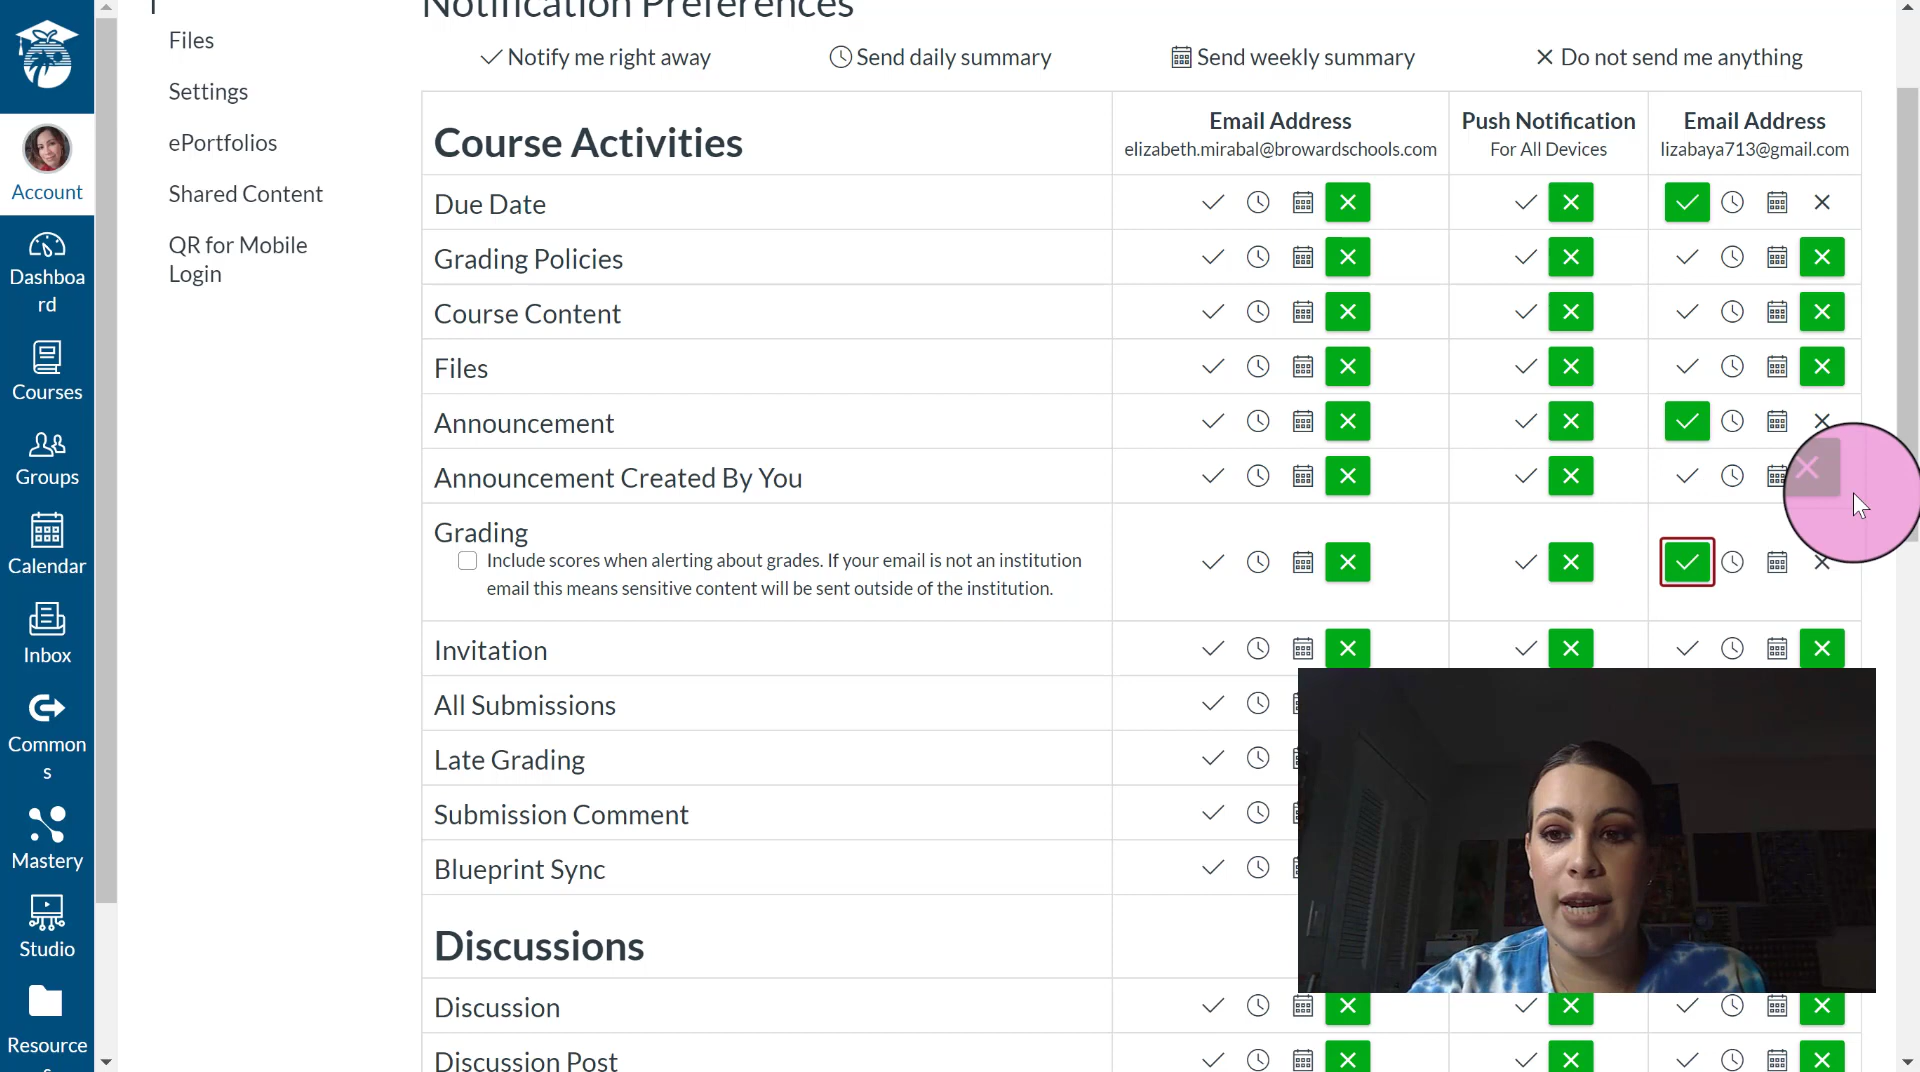 Notification Preferences
Files
Settings
ePortfolios
Shared Content
QR for Mobile
Login
Account
Dashboa
rd
Courses
Groups
Calendar
Inbox
Common
s
Mastery
Studio
Resource
Notify me right away
Send daily summary
Send weekly summary
Do not send me anything
Course Activities
Email Address
elizabeth.mirabal@browardschools.com
Push Notification
For All Devices
Email Address
lizabaya713@gmail.com
Due Date
Grading Policies
Course Content
Files
Announcement
Announcement Created By You
Grading
Include scores when alerting about grades. If your email is not an institution
email this means sensitive content will be sent outside of the institution.
Invitation
All Submissions
Late Grading
Submission Comment
Blueprint Sync
Discussions
Discussion
Discussion Post